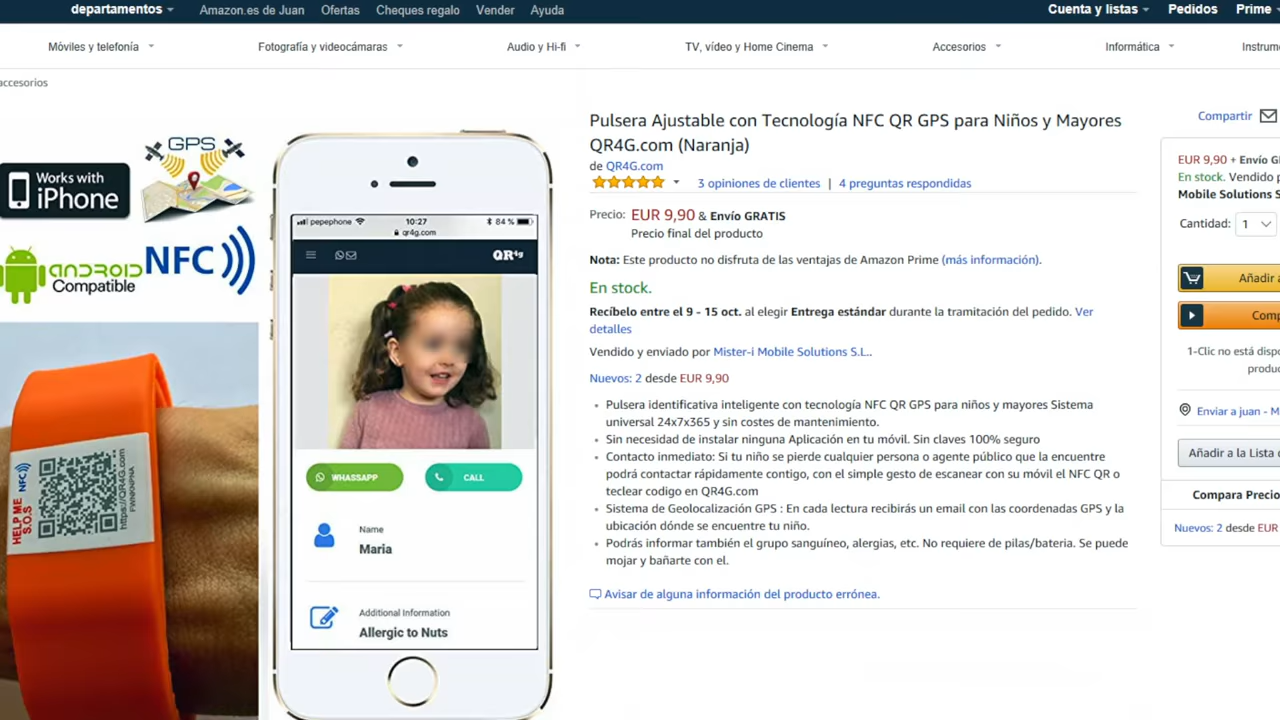 departamentos Amazon.es de Juan Ofertas Cheques regalo Vender Ayuda Cuenta y listas Pedidos Prime
Móviles y telefonía Fotografía y videocámaras Audio y Hi-fi TV, vídeo y Home Cinema Accesorios Informática Instrum
accesorios
GPS
Works with
iPhone
ANDROID
Compatible
NFC
HELP ME
S.O.S
NFC
https://QR4G.com
pepephone 10:27 84 %
qr4g.com
QR4g
WHASSAPP CALL
Name
Maria
Additional Information
Allergic to Nuts
Pulsera Ajustable con Tecnología NFC QR GPS para Niños y Mayores
QR4G.com (Naranja)
de QR4G.com
3 opiniones de clientes | 4 preguntas respondidas
Precio: EUR 9,90 & Envío GRATIS
Precio final del producto
Nota: Este producto no disfruta de las ventajas de Amazon Prime (más información).
En stock.
Recíbelo entre el 9 - 15 oct. al elegir Entrega estándar durante la tramitación del pedido. Ver
detalles
Vendido y enviado por Mister-i Mobile Solutions S.L..
Nuevos: 2 desde EUR 9,90
• Pulsera identificativa inteligente con tecnología NFC QR GPS para niños y mayores Sistema
universal 24x7x365 y sin costes de mantenimiento.
• Sin necesidad de instalar ninguna Aplicación en tu móvil. Sin claves 100% seguro
• Contacto inmediato: Si tu niño se pierde cualquier persona o agente público que la encuentre
podrá contactar rápidamente contigo, con el simple gesto de escanear con su móvil el NFC QR o
teclear codigo en QR4G.com
• Sistema de Geolocalización GPS : En cada lectura recibirás un email con las coordenadas GPS y la
ubicación dónde se encuentre tu niño.
• Podrás informar también el grupo sanguíneo, alergias, etc. No requiere de pilas/bateria. Se puede
mojar y bañarte con el.
Avisar de alguna información del producto errónea.
Compartir
EUR 9,90 + Envío G
En stock. Vendido p
Mobile Solutions S
Cantidad: 1
Añadir a
Comp
1-Clic no está dispo
produc
Enviar a juan - M
Añadir a la Lista d
Compara Precio
Nuevos: 2 desde EUR